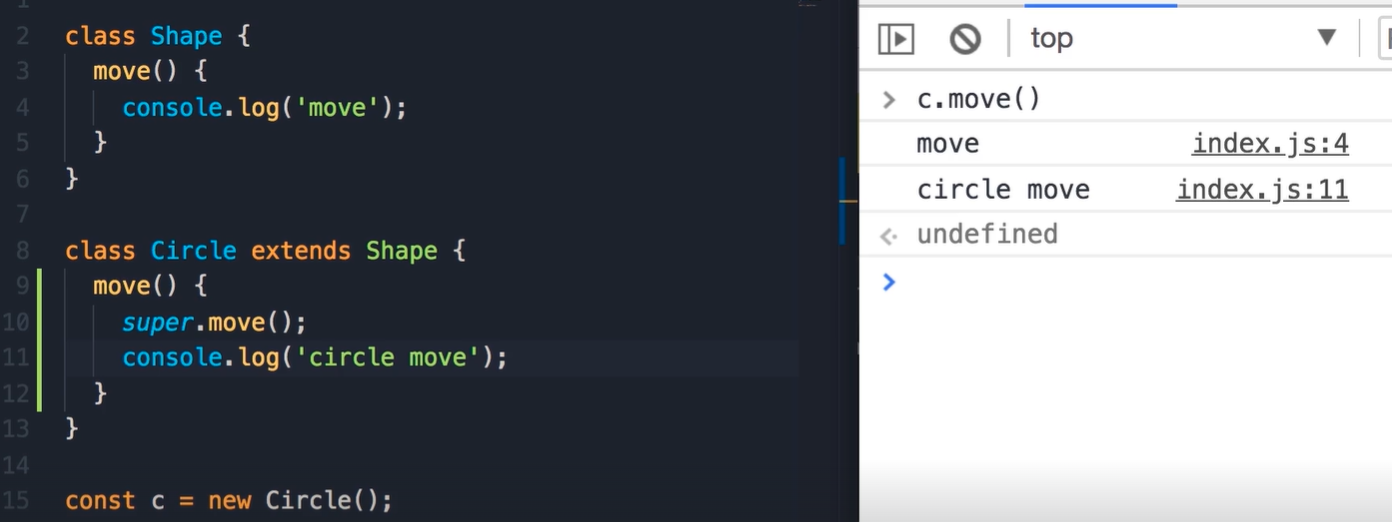 1
2 class Shape {
3 move() {
4 console.log('move');
5 }
6 }
7
8 class Circle extends Shape {
9 move() {
10 super.move();
11 console.log('circle move');
12 }
13 }
14
15 const c = new Circle();
top
c.move()
move index.js:4
circle move index.js:11
undefined